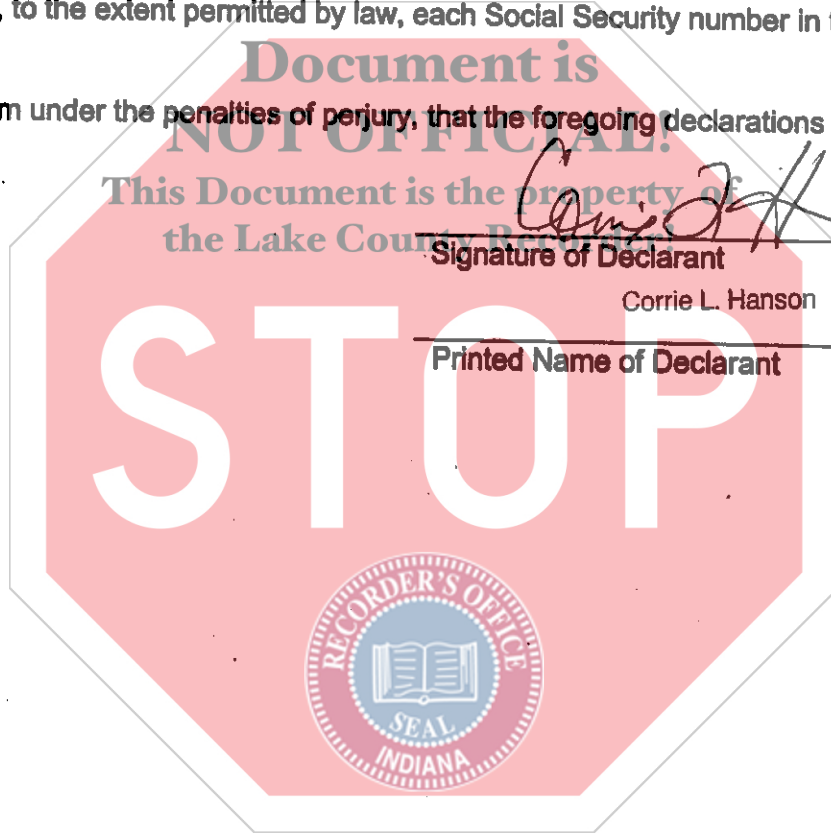 , to the extent permitted by law, each Social Security number in
Document is
m under the penalties of perjury, that the foregoing declarations
NOT OFFICIAL!
This Document is the property of
the Lake County Recorder!
Signature of Declarant
Corrie L. Hanson
Printed Name of Declarant
STOP
RECORDER'S OFFICE
SEAL
INDIANA